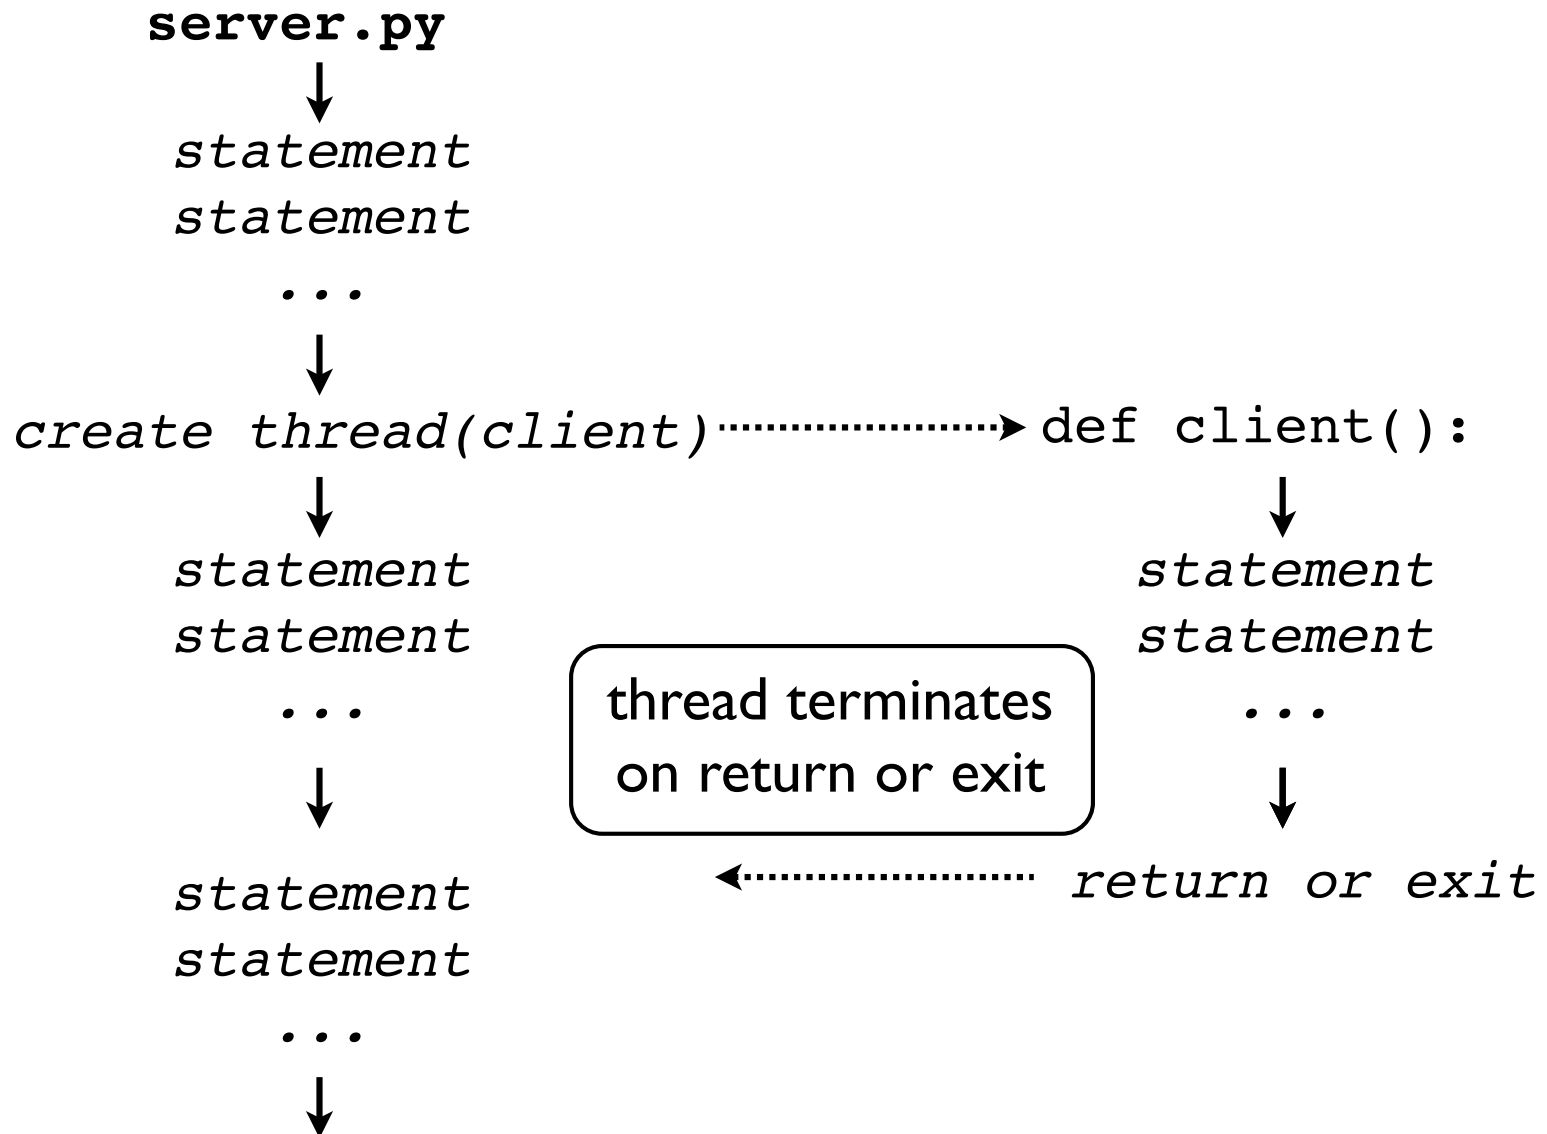 server.py
statement
statement
...
create thread(client)
def client():
statement
statement
...
statement
statement
...
thread terminates
on return or exit
return or exit
statement
statement
...